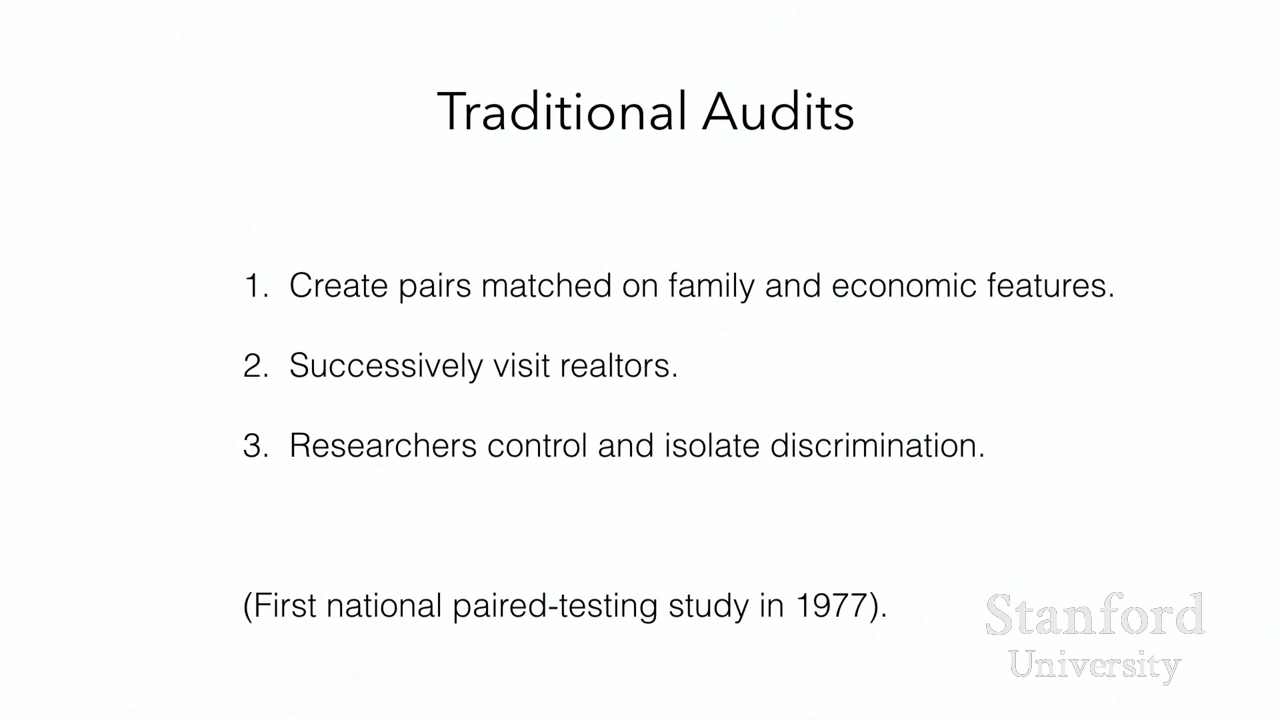 Traditional Audits
1. Create pairs matched on family and economic features.
2. Successively visit realtors.
3. Researchers control and isolate discrimination.
(First national paired-testing study in 1977).
Stanford
University